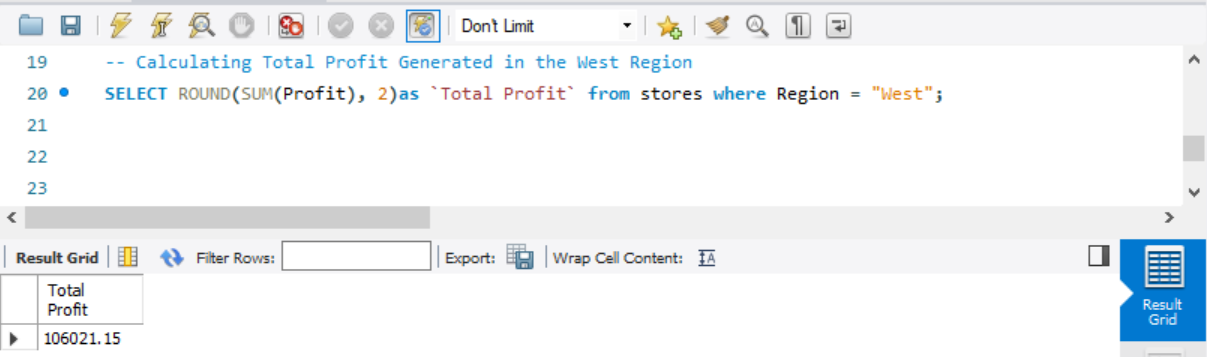 Don't Limit
19 -- Calculating Total Profit Generated in the West Region
20 SELECT ROUND(SUM(Profit), 2)as `Total Profit` from stores where Region = "West";
21
22
23
Result Grid Filter Rows: Export: Wrap Cell Content: IA
Total
Profit
106021.15
Result
Grid